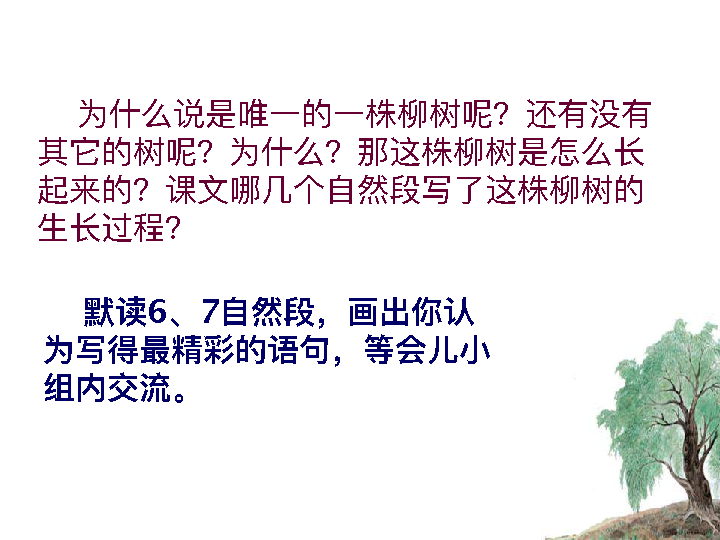 为什么说是唯一的一株柳树呢？还有没有
其它的树呢？为什么？那这株柳树是怎么长
起来的？课文哪几个自然段写了这株柳树的
生长过程？
默读6、7自然段，画出你认
为写得最精彩的语句，等会儿小
组内交流。